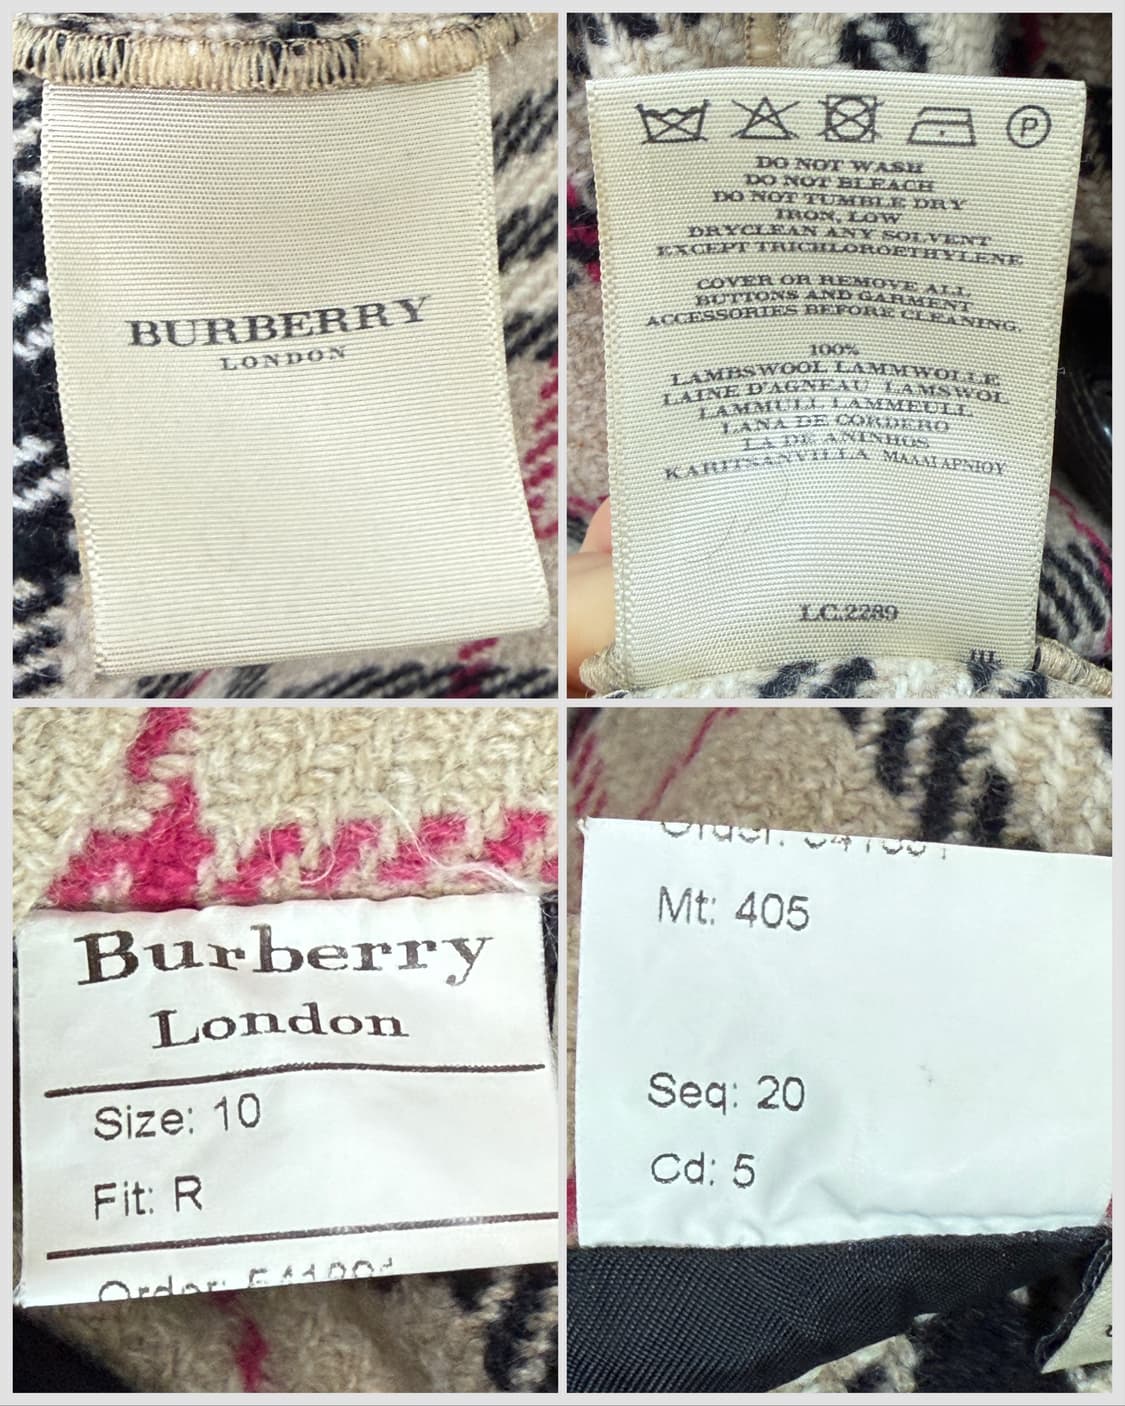 BURBERRY
LONDON
P
DO NOT WASH
DO NOT BLEACH
DO NOT TUMBLE DRY
IRON, LOW
DRYCLEAN ANY SOLVENT
EXCEPT TRICHLOROETHYLENE
COVER OR REMOVE ALL
BUTTONS AND GARMENT
ACCESSORIES BEFORE CLEANING.
100%
LAMBSWOOL LAMMWOLLE
LAINE D'AGNEAU LAMSWOL
LAMMULL LAMMEULL
LANA DE CORDERO
LA DE ANINHOS
KARITSANVILLA ΜΑΛΛΙ ΑΡΝΙΟΥ
LC.2289
Burberry
London
Size: 10
Fit: R
Order:
Order:
Mt: 405
Seq: 20
Cd: 5